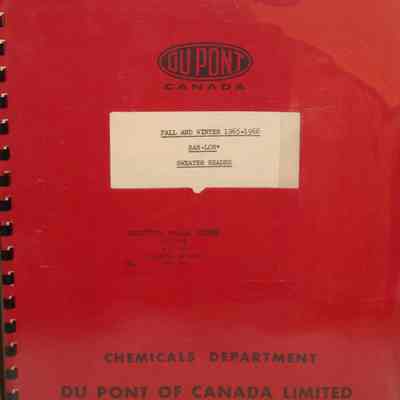 DU PONT
CANADA
FALL AND WINTER 1965-1966
BAN-LON*
SWEATER SHADES
CHEMICALS DEPARTMENT
DU PONT OF CANADA LIMITED